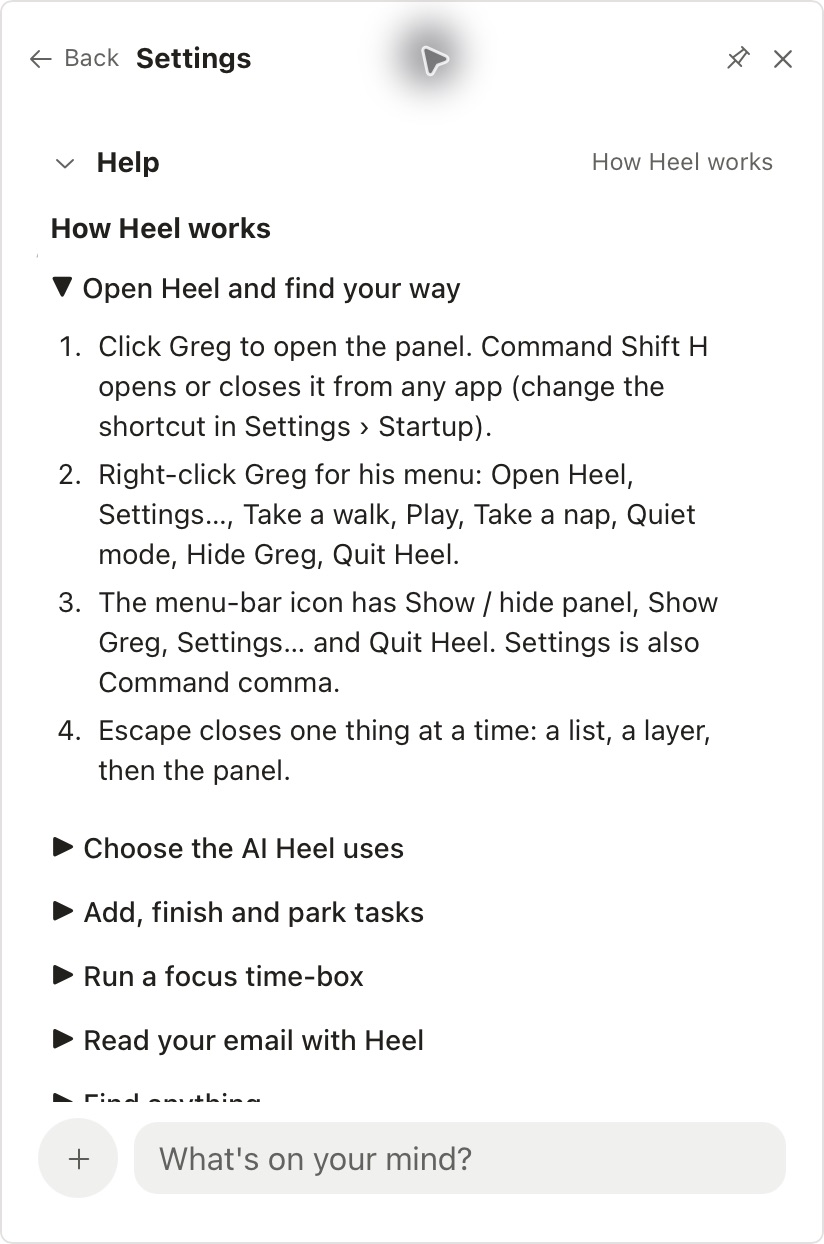 Back Settings
Help How Heel works
How Heel works
Open Heel and find your way
1. Click Greg to open the panel. Command Shift H
opens or closes it from any app (change the
shortcut in Settings › Startup).
2. Right-click Greg for his menu: Open Heel,
Settings..., Take a walk, Play, Take a nap, Quiet
mode, Hide Greg, Quit Heel.
3. The menu-bar icon has Show / hide panel, Show
Greg, Settings... and Quit Heel. Settings is also
Command comma.
4. Escape closes one thing at a time: a list, a layer,
then the panel.
Choose the AI Heel uses
Add, finish and park tasks
Run a focus time-box
Read your email with Heel
Find anything
What's on your mind?